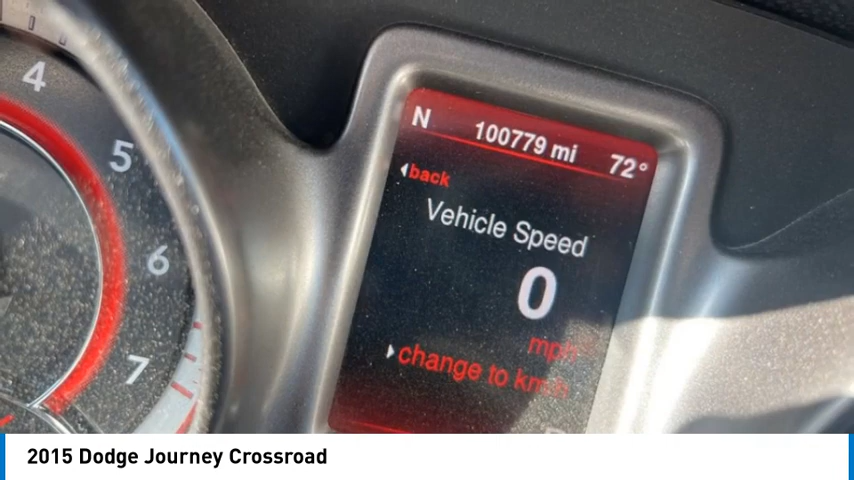 4
5
6
7
N 100779 mi 72°
back
Vehicle Speed
0
mph
change to km/h
2015 Dodge Journey Crossroad